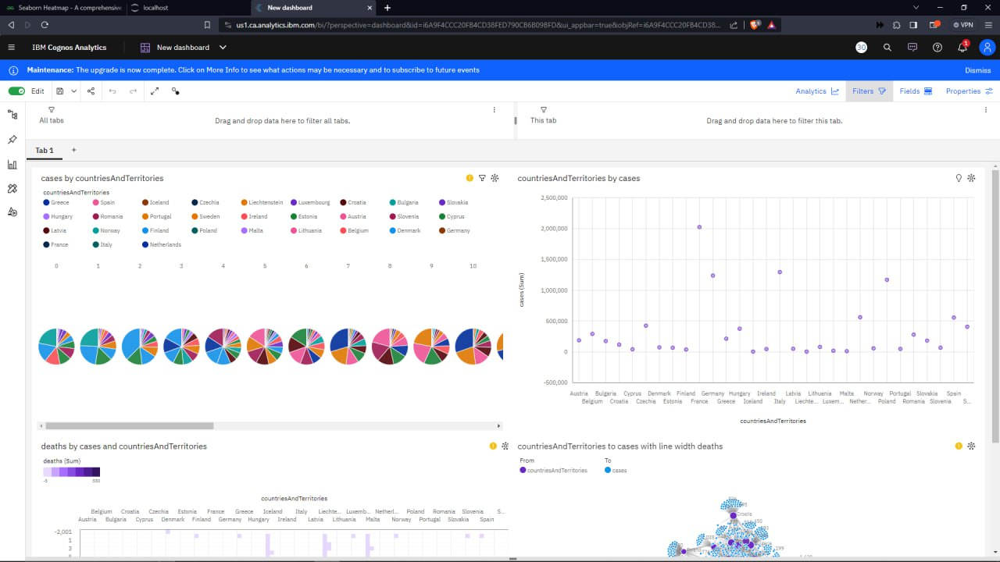 Seaborn Heatmap - A comprehensive
localhost
New dashboard
us1.ca.analytics.ibm.com/bi/?perspective=dashboard&id=i6A9F4CCC20FB4CD38FED790CB6B09BFD&ui_appbar=true&objRef=i6A9F4CCC20FB4CD38...
VPN
IBM Cognos Analytics
New dashboard
30
1
Maintenance: The upgrade is now complete. Click on More Info to see what actions may be necessary and to subscribe to future events
Dismiss
Edit
Analytics
Filters
Fields
Properties
All tabs
Drag and drop data here to filter all tabs.
This tab
Drag and drop data here to filter this tab.
Tab 1
cases by countriesAndTerritories
countriesAndTerritories
Greece Spain Iceland Czechia Liechtenstein Luxembourg Croatia Bulgaria Slovakia
Hungary Romania Portugal Sweden Ireland Estonia Austria Slovenia Cyprus
Latvia Norway Finland Poland Malta Lithuania Belgium Denmark Germany
France Italy Netherlands
0 1 2 3 4 5 6 7 8 9 10
countriesAndTerritories by cases
cases (Sum)
2,500,000
2,000,000
1,500,000
1,000,000
500,000
0
-500,000
Austria Bulgaria Cyprus Denmark Finland Germany Hungary Ireland Latvia Lithuania Malta Norway Portugal Slovakia Spain
Belgium Croatia Czechia Estonia France Greece Iceland Italy Liechte... Luxem... Nether... Poland Romania Slovenia S...
countriesAndTerritories
deaths by cases and countriesAndTerritories
deaths (Sum)
-5 330
countriesAndTerritories
Belgium Croatia Czechia Estonia France Greece Iceland Italy Liechte... Luxemb... Netherl... Poland Romania Slovenia S...
Austria Bulgaria Cyprus Denmark Finland Germany Hungary Ireland Latvia Lithuania Malta Norway Portugal Slovakia Spain
-2,001
1
3
countriesAndTerritories to cases with line width deaths
From
countriesAndTerritories
To
cases
Croatia